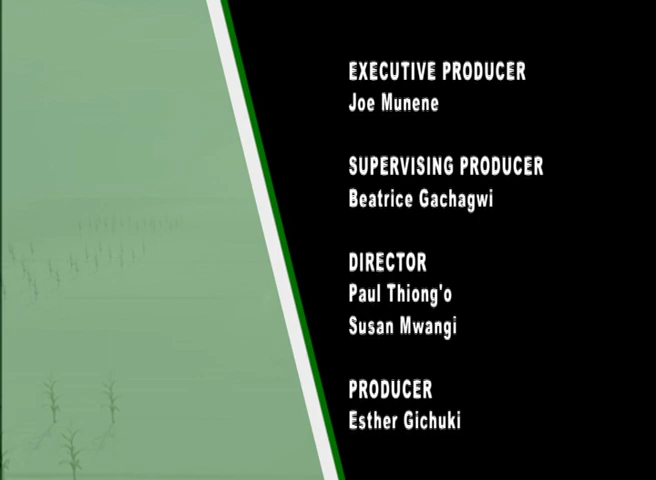 EXECUTIVE PRODUCER
Joe Munene
SUPERVISING PRODUCER
Beatrice Gachagwi
DIRECTOR
Paul Thiong'o
Susan Mwangi
PRODUCER
Esther Gichuki